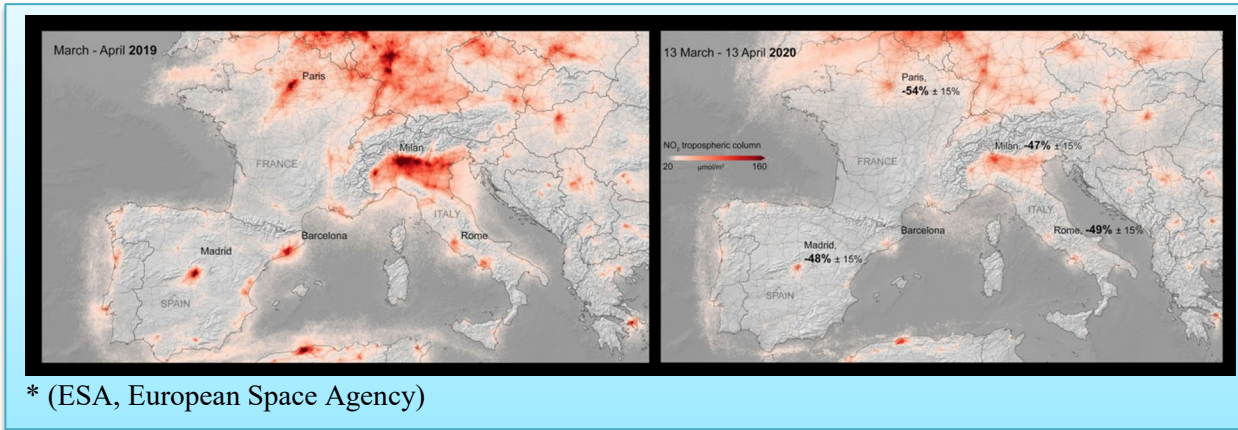 March - April 2019
Paris
FRANCE
Milan
ITALY
Barcelona
Rome
Madrid
SPAIN
13 March - 13 April 2020
Paris,
-54% ± 15%
NO₂ tropospheric column
20 µmol/m² 160
Milan, -47% ± 15%
FRANCE
ITALY
Barcelona
Rome, -49% ± 15%
Madrid,
-48% ± 15%
SPAIN
* (ESA, European Space Agency)